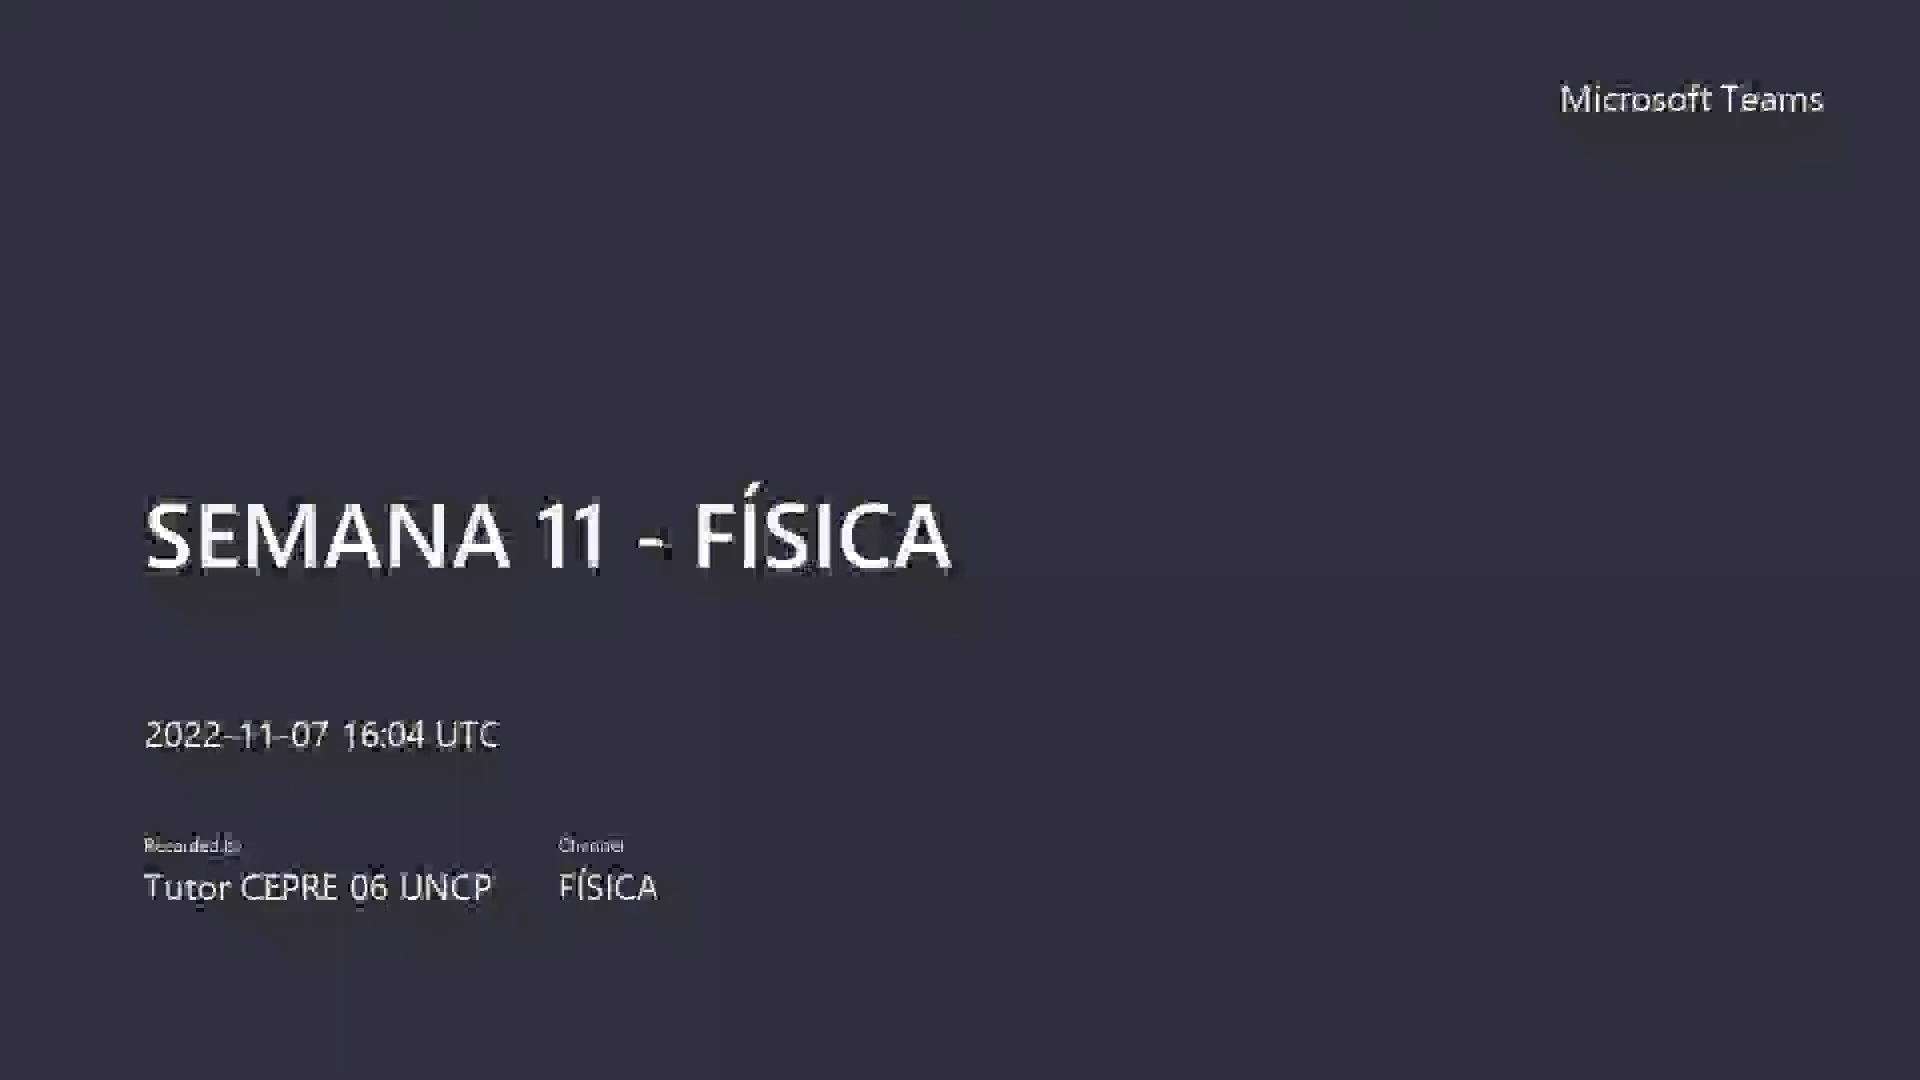 Microsoft Teams
SEMANA 11 - FÍSICA
2022-11-07 16:04 UTC
Recorded by
Channel
Tutor CEPRE 06 UNCP
FÍSICA